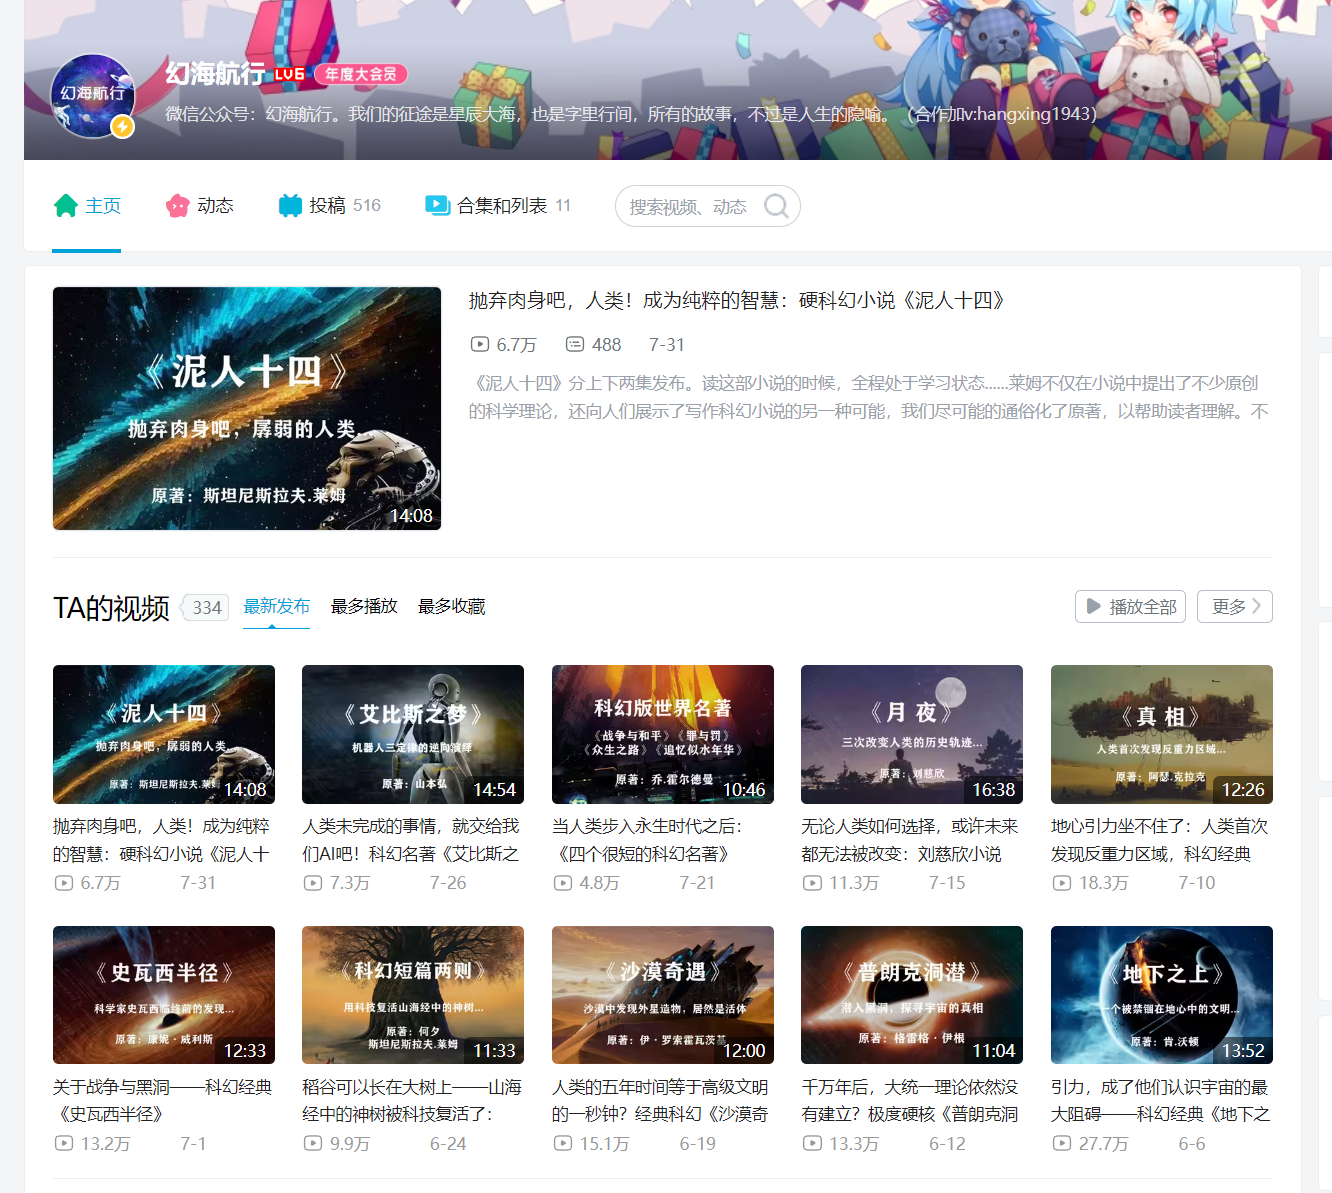 幻海航行
幻海航行 LV6 年度大会员
微信公众号：幻海航行。我们的征途是星辰大海，也是字里行间，所有的故事，不过是人生的隐喻。（合作加v:hangxing1943）
主页 动态 投稿 516 合集和列表 11 搜索视频、动态
《泥人十四》
抛弃肉身吧，孱弱的人类...
原著：斯坦尼斯拉夫.莱姆
14:08
抛弃肉身吧，人类！成为纯粹的智慧：硬科幻小说《泥人十四》
6.7万 488 7-31
《泥人十四》分上下两集发布。读这部小说的时候，全程处于学习状态......莱姆不仅在小说中提出了不少原创
的科学理论，还向人们展示了写作科幻小说的另一种可能，我们尽可能的通俗化了原著，以帮助读者理解。不
TA的视频 334 最新发布 最多播放 最多收藏 播放全部 更多
《泥人十四》
抛弃肉身吧，孱弱的人类...
原著：斯坦尼斯拉夫.莱姆
14:08
抛弃肉身吧，人类！成为纯粹
的智慧：硬科幻小说《泥人十
6.7万 7-31
《艾比斯之梦》
机器人三定律的逆向演绎
原著：山本弘
14:54
人类未完成的事情，就交给我
们AI吧！科幻名著《艾比斯之
7.3万 7-26
科幻版世界名著
《战争与和平》《罪与罚》
《众生之路》《追忆似水年华》
原著：乔.霍尔德曼
10:46
当人类步入永生时代之后：
《四个很短的科幻名著》
4.8万 7-21
《月 夜》
三次改变人类的历史轨迹...
原著：刘慈欣
16:38
无论人类如何选择，或许未来
都无法被改变：刘慈欣小说
11.3万 7-15
《真 相》
人类首次发现反重力区域...
原著：阿瑟.克拉克
12:26
地心引力坐不住了：人类首次
发现反重力区域，科幻经典
18.3万 7-10
《史瓦西半径》
科学家史瓦西临终前的发现...
原著：康妮·威利斯
12:33
关于战争与黑洞——科幻经典
《史瓦西半径》
13.2万 7-1
《科幻短篇两则》
用科技复活山海经中的神树...
原著：何夕
斯坦尼斯拉夫.莱姆
11:33
稻谷可以长在大树上——山海
经中的神树被科技复活了：
9.9万 6-24
《沙漠奇遇》
沙漠中发现外星造物，居然是活体
原著：伊·罗索霍瓦茨基
12:00
人类的五年时间等于高级文明
的一秒钟？经典科幻《沙漠奇
15.1万 6-19
《普朗克洞潜》
潜入黑洞，探寻宇宙的真相
原著：格雷格·伊根
11:04
千万年后，大统一理论依然没
有建立？极度硬核《普朗克洞
13.3万 6-12
《地下之上》
一个被禁锢在地心中的文明...
原著：肯.沃顿
13:52
引力，成了他们认识宇宙的最
大阻碍——科幻经典《地下之
27.7万 6-6